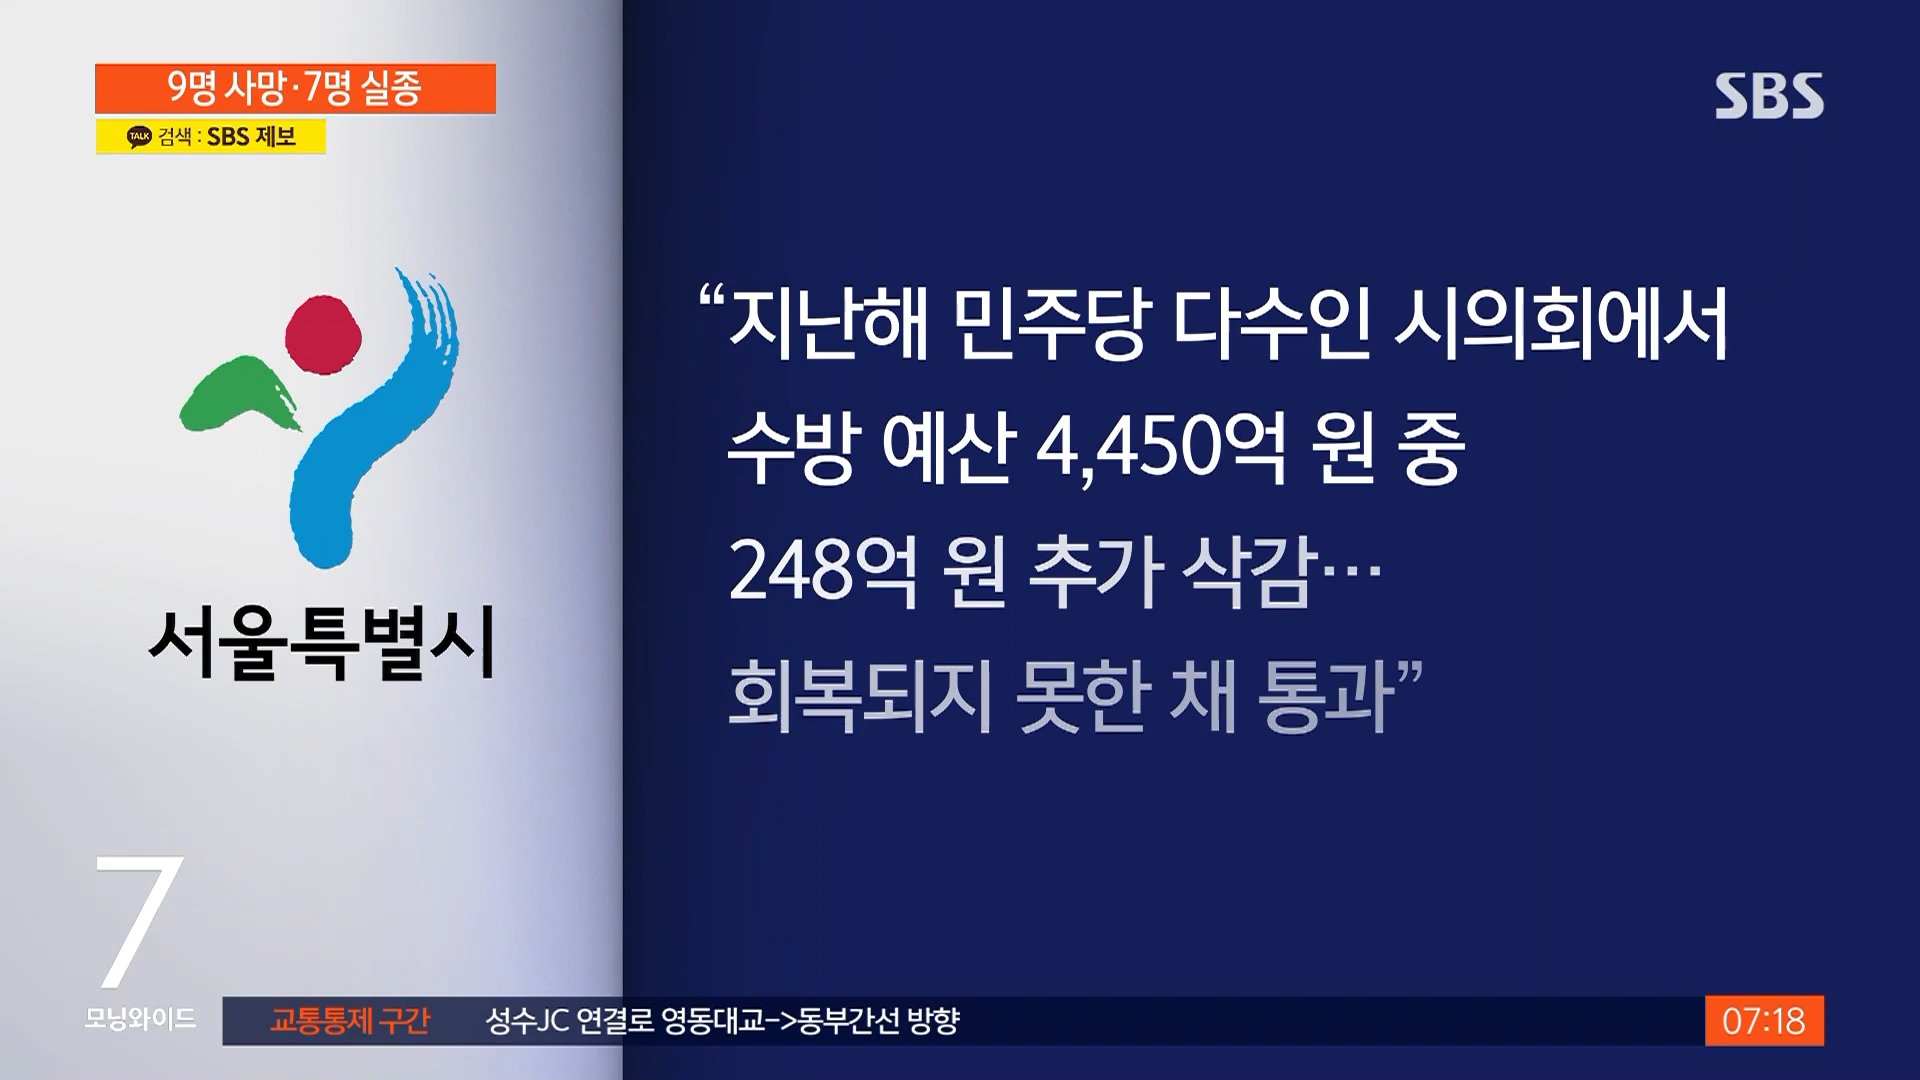 9명 사망·7명 실종
TALK 검색 : SBS 제보
SBS
“지난해 민주당 다수인 시의회에서
수방 예산 4,450억 원 중
248억 원 추가 삭감…
회복되지 못한 채 통과”
서울특별시
7
모닝와이드
교통통제 구간 성수JC 연결로 영동대교->동부간선 방향
07:18